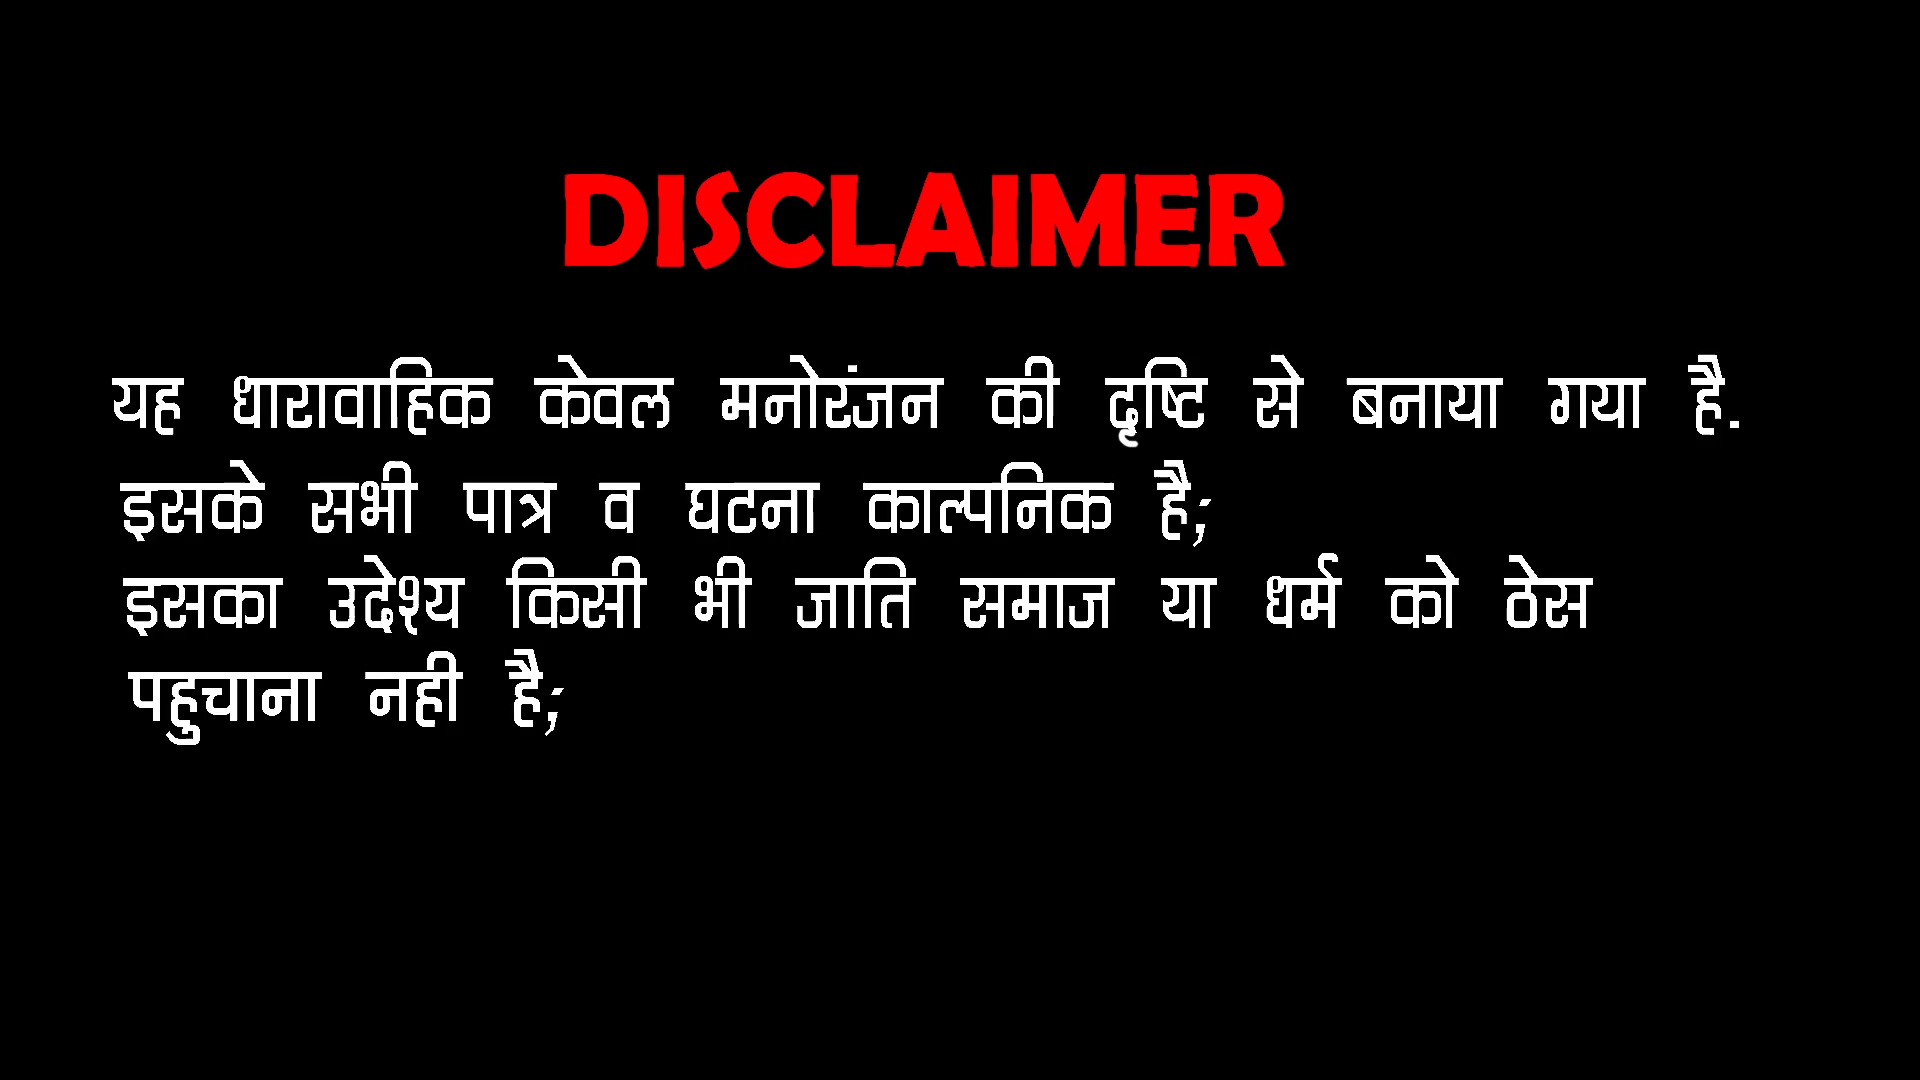 DISCLAIMER
यह धारावाहिक केवल मनोरंजन की दृष्टि से बनाया गया है.
इसके सभी पात्र व घटना काल्पनिक है;
इसका उदेश्य किसी भी जाति समाज या धर्म को ठेस
पहुचाना नही है;